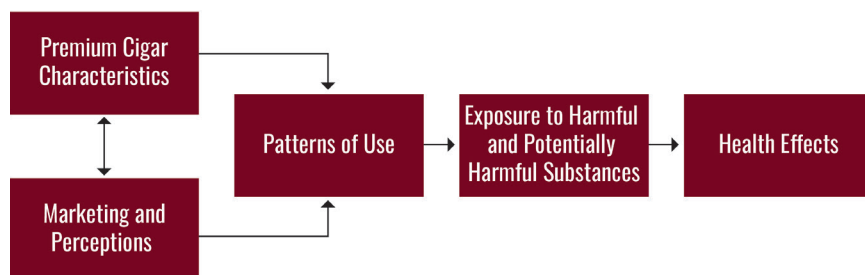 Premium Cigar
Characteristics
Marketing and
Perceptions
Patterns of Use
Exposure to Harmful
and Potentially
Harmful Substances
Health Effects